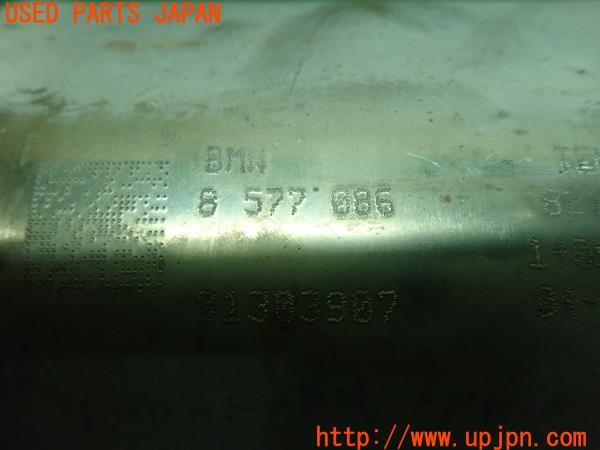 USED PARTS JAPAN
BMW
8 577 086
01303907
http://www.upjpn.com/